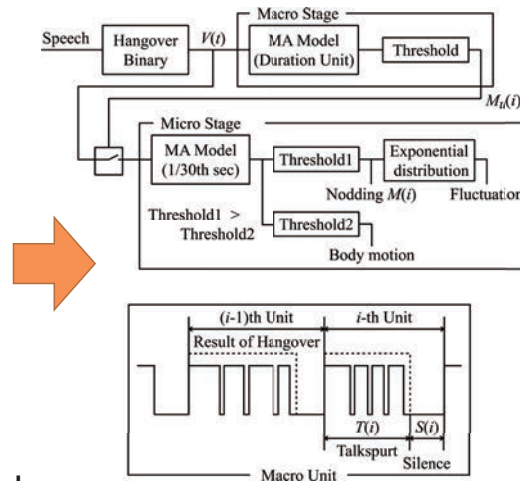 Macro Stage
Speech
Hangover
Binary
V(t)
MA Model
(Duration Unit)
Threshold
Mu(i)
Micro Stage
MA Model
(1/30th sec)
Threshold1
Exponential
distribution
Nodding M(i)
Fluctuation
Threshold1 >
Threshold2
Threshold2
Body motion
(i-1)th Unit
i-th Unit
Result of Hangover
T(i)
S(i)
Talkspurt
Silence
Macro Unit